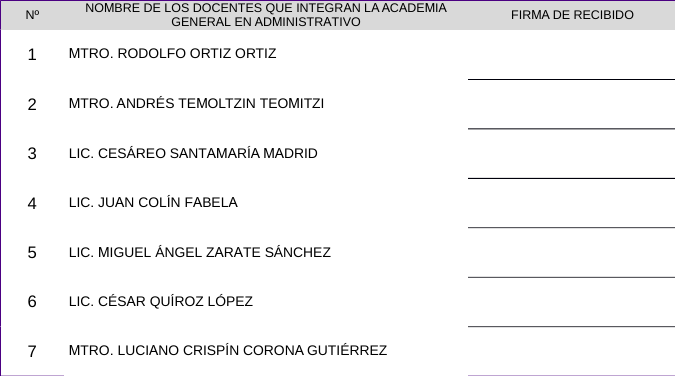 Nº NOMBRE DE LOS DOCENTES QUE INTEGRAN LA ACADEMIA GENERAL EN ADMINISTRATIVO FIRMA DE RECIBIDO
1 MTRO. RODOLFO ORTIZ ORTIZ
2 MTRO. ANDRÉS TEMOLTZIN TEOMITZI
3 LIC. CESÁREO SANTAMARÍA MADRID
4 LIC. JUAN COLÍN FABELA
5 LIC. MIGUEL ÁNGEL ZARATE SÁNCHEZ
6 LIC. CÉSAR QUÍROZ LÓPEZ
7 MTRO. LUCIANO CRISPÍN CORONA GUTIÉRREZ